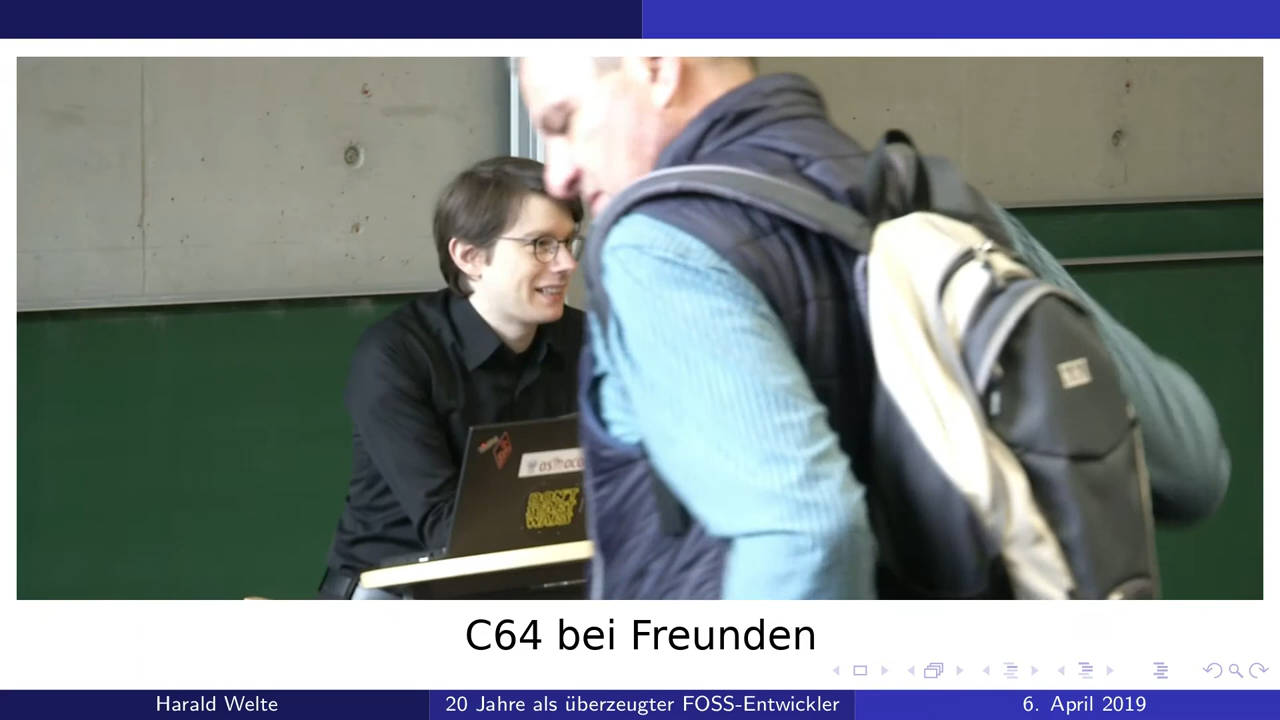 C64 bei Freunden
Harald Welte
20 Jahre als überzeugter FOSS-Entwickler
6. April 2019